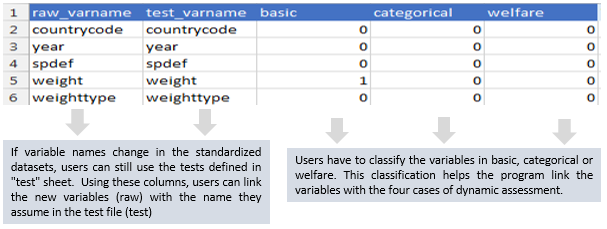 1 raw_varname test_varname basic categorical welfare
2 countrycode countrycode 0 0 0
3 year year 0 0 0
4 spdef spdef 0 0 0
5 weight weight 1 0 0
6 weighttype weighttype 0 0 0
If variable names change in the standardized
datasets, users can still use the tests defined in
"test" sheet. Using these columns, users can link
the new variables (raw) with the name they
assume in the test file (test)
Users have to classify the variables in basic, categorical or
welfare. This classification helps the program link the
variables with the four cases of dynamic assessment.